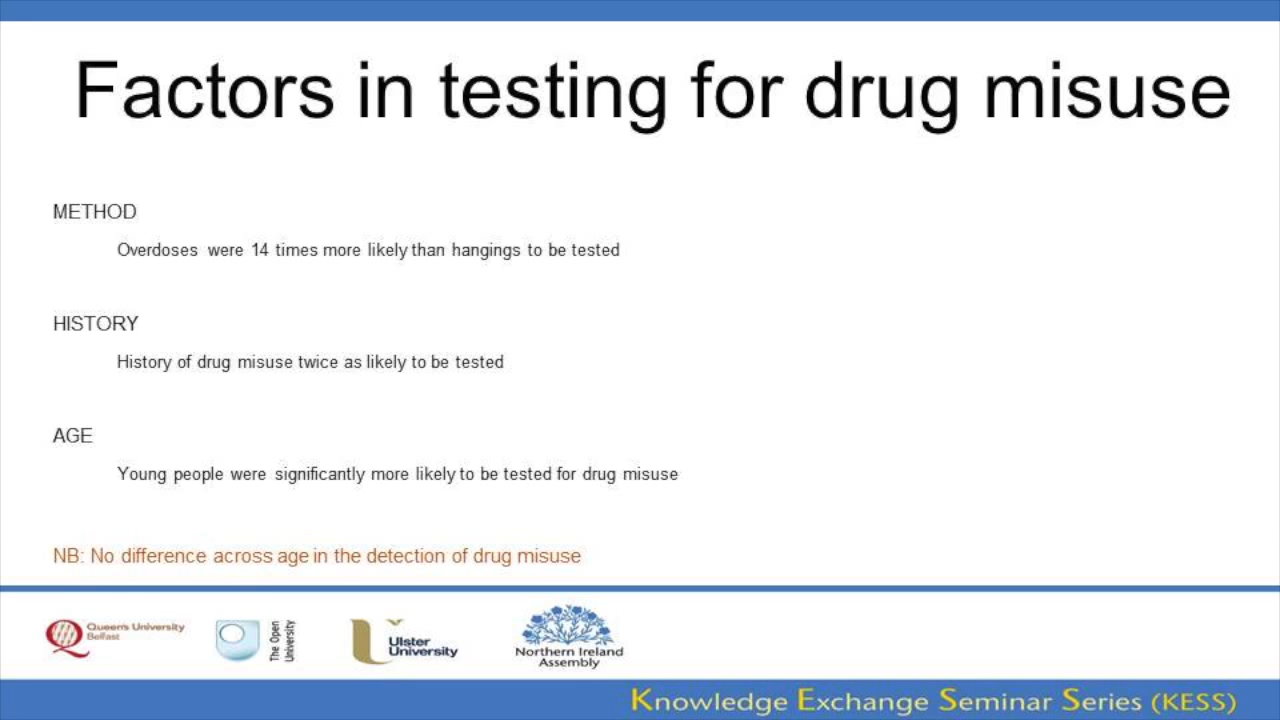 Factors in testing for drug misuse
METHOD
Overdoses were 14 times more likely than hangings to be tested
HISTORY
History of drug misuse twice as likely to be tested
AGE
Young people were significantly more likely to be tested for drug misuse
NB: No difference across age in the detection of drug misuse
Queen's University
Belfast
The Open
University
Ulster
University
Northern Ireland
Assembly
Knowledge Exchange Seminar Series (KESS)